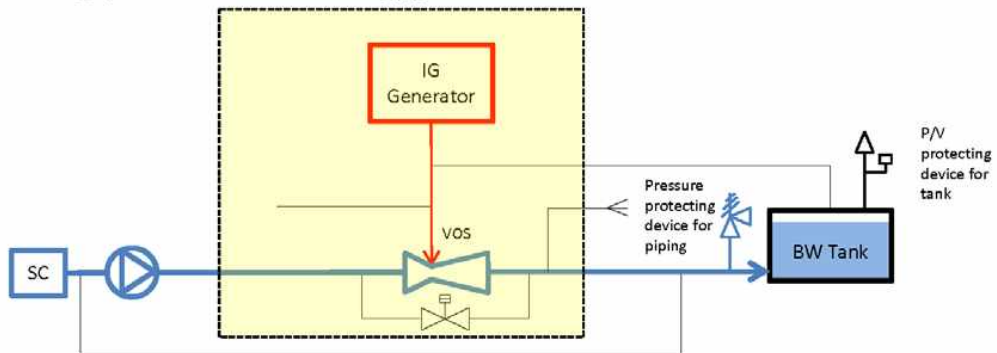 IG
Generator
P/V
protecting
device for
tank
Pressure
protecting
device for
piping
VOS
SC
BW Tank